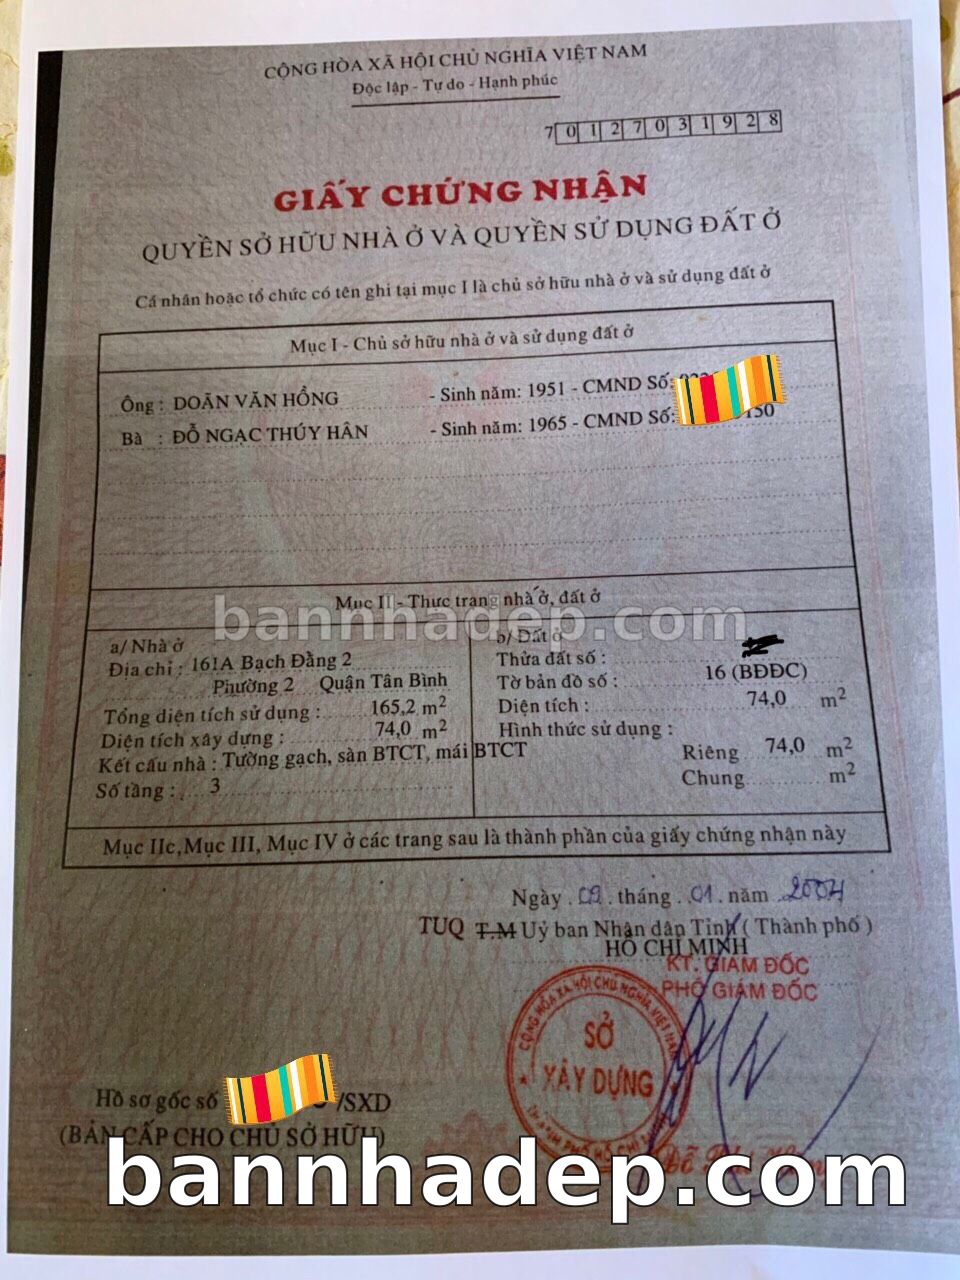 CỘNG HÒA XÃ HỘI CHỦ NGHĨA VIỆT NAM
Độc lập - Tự do - Hạnh phúc
7 0 1 2 7 0 3 1 9 2 8
GIẤY CHỨNG NHẬN
QUYỀN SỞ HỮU NHÀ Ở VÀ QUYỀN SỬ DỤNG ĐẤT Ở
Cá nhân hoặc tổ chức có tên ghi tại mục I là chủ sở hữu nhà ở và sử dụng đất ở
Mục I - Chủ sở hữu nhà ở và sử dụng đất ở
Ông : DOÃN VĂN HỒNG - Sinh năm: 1951 - CMND Số:
Bà : ĐỖ NGẠC THÚY HÂN - Sinh năm: 1965 - CMND Số: 150
Mục II - Thực trạng nhà ở, đất ở
bannhadep.com
a/ Nhà ở
Địa chỉ : 161A Bạch Đằng 2
Phường 2 Quận Tân Bình
Tổng diện tích sử dụng : 165,2 m2
Diện tích xây dựng : 74,0 m2
Kết cấu nhà : Tường gạch, sàn BTCT, mái BTCT
Số tầng : 3
b/ Đất ở
Thửa đất số :
Tờ bản đồ số : 16 (BĐĐC)
Diện tích : 74,0 m2
Hình thức sử dụng :
Riêng 74,0 m2
Chung m2
Mục IIc,Mục III, Mục IV ở các trang sau là thành phần của giấy chứng nhận này
Ngày 09 tháng 01 năm 2004
TUQ T.M Uỷ ban Nhân dân Tỉnh ( Thành phố )
HỒ CHÍ MINH
KT. GIÁM ĐỐC
PHÓ GIÁM ĐỐC
CỘNG HÒA XÃ HỘI CHỦ NGHĨA VIỆT NAM
SỞ
XÂY DỰNG
Hồ sơ gốc số /SXD
(BẢN CẤP CHO CHỦ SỞ HỮU)
bannhadep.com